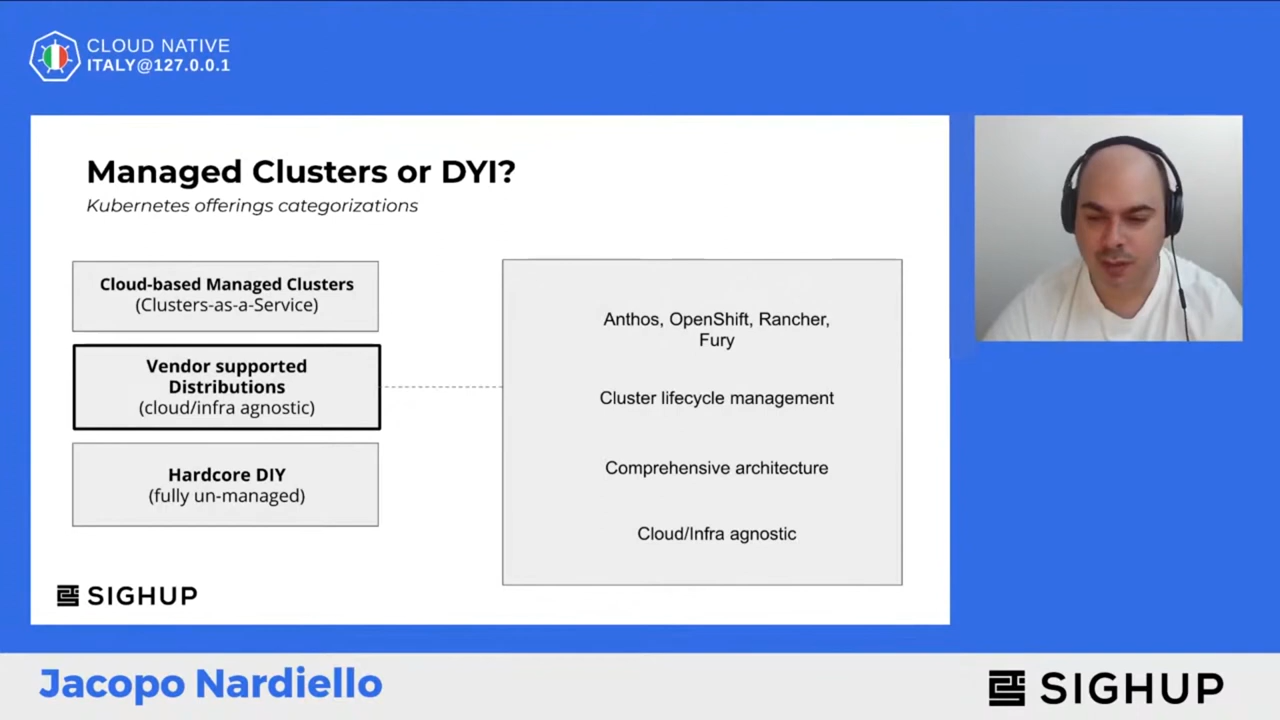 CLOUD NATIVE
ITALY@127.0.0.1
Managed Clusters or DYI?
Kubernetes offerings categorizations
Cloud-based Managed Clusters
(Clusters-as-a-Service)
Vendor supported
Distributions
(cloud/infra agnostic)
Hardcore DIY
(fully un-managed)
Anthos, OpenShift, Rancher,
Fury
Cluster lifecycle management
Comprehensive architecture
Cloud/Infra agnostic
SIGHUP
Jacopo Nardiello
SIGHUP